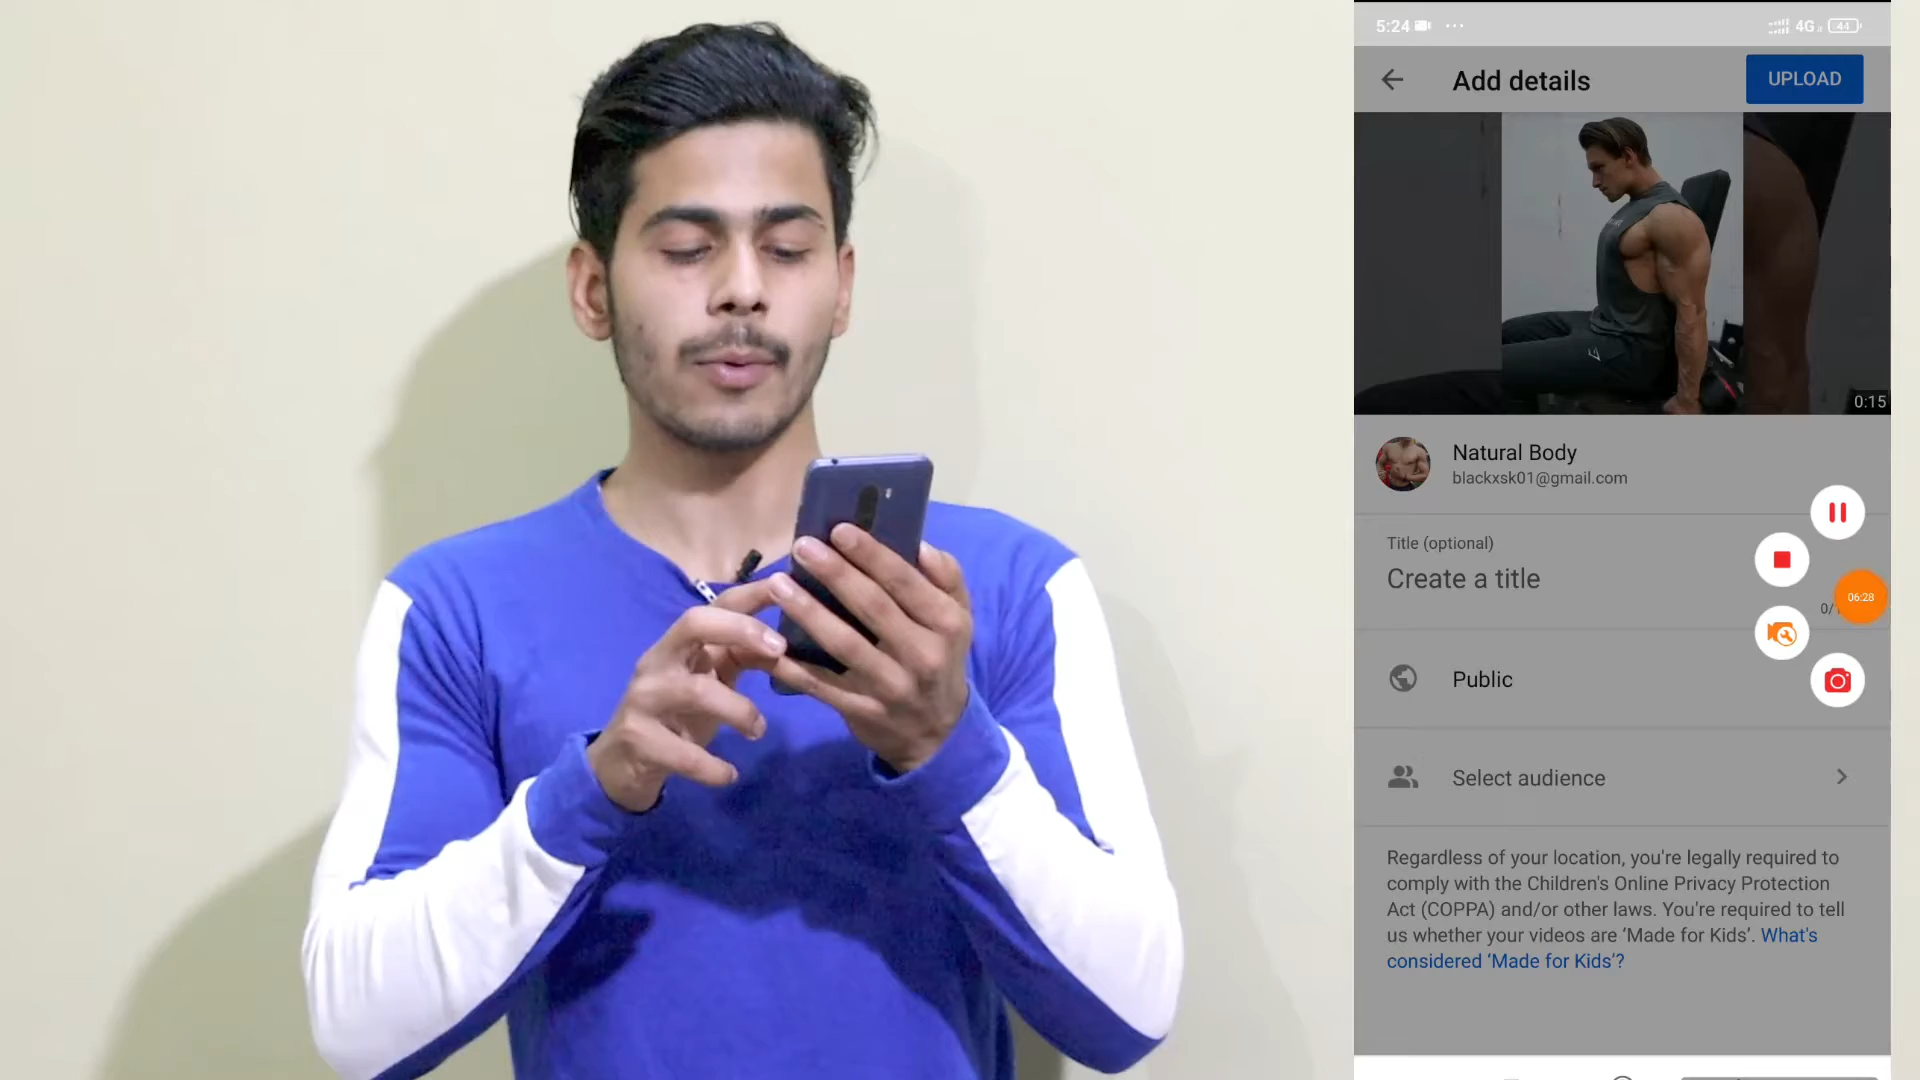 5:24
4G
44
Add details
UPLOAD
0:15
Natural Body
blackxsk01@gmail.com
Title (optional)
Create a title
0/
06:28
Public
Select audience
Regardless of your location, you're legally required to
comply with the Children's Online Privacy Protection
Act (COPPA) and/or other laws. You're required to tell
us whether your videos are ‘Made for Kids’. What's
considered ‘Made for Kids’?